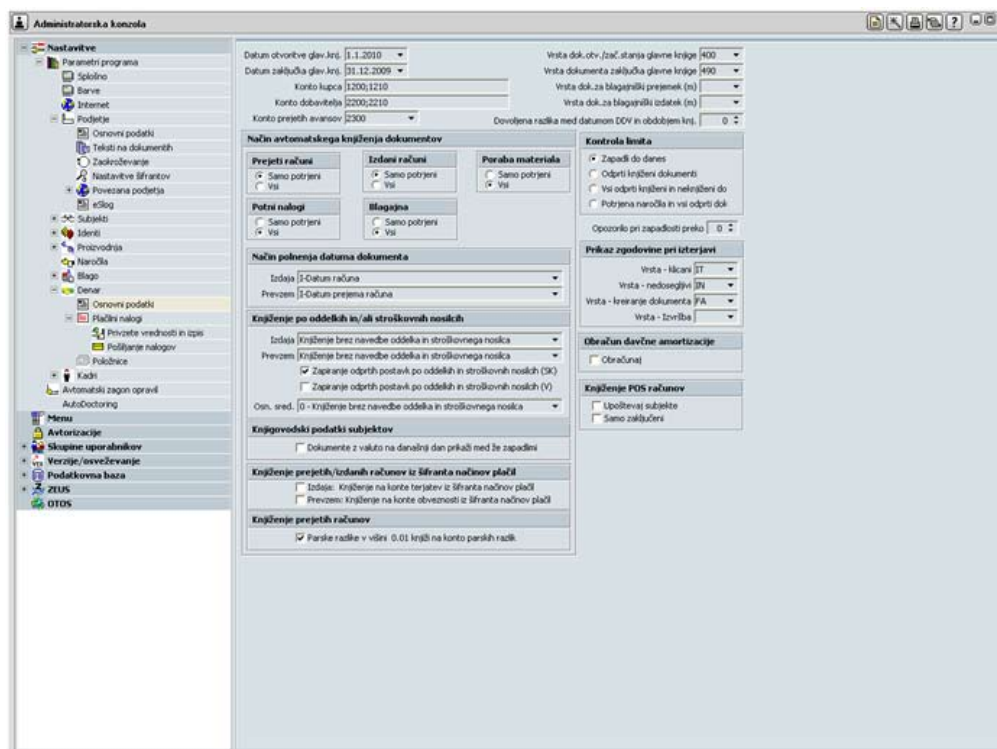 Administratorska konzola
Nastavitve
Parametri programa
Splošno
Barve
Internet
Podjetje
Osnovni podatki
Teksti na dokumentih
Zaokroževanje
Nastavitve šifrantov
Povezana podjetja
eSlog
Subjekti
Identi
Proizvodnja
Naročila
Blago
Denar
Osnovni podatki
Plačilni nalogi
Privzete vrednosti in izpis
Pošiljanje nalogov
Položnice
Kadri
Avtomatski zagon opravil
AutoDoctoring
Menu
Avtorizacije
Skupine uporabnikov
Verzije/osveževanje
Podatkovna baza
ZEUS
OTOS
Datum otvoritve glav.knj. 1.1.2010
Datum zaključka glav.knj. 31.12.2009
Konto kupca 1200;1210
Konto dobavitelja 2200;2210
Konto prejetih avansov 2300
Vrsta dok.otv./zač.stanja glavne knjige 400
Vrsta dokumenta zaključka glavne knjige 490
Vrsta dok.za blagajniški prejemek (m)
Vrsta dok.za blagajniški izdatek (m)
Dovoljena razlika med datumom DDV in obdobjem knj. 0
Način avtomatskega knjiženja dokumentov
Prejeti računi
Samo potrjeni
Vsi
Izdani računi
Samo potrjeni
Vsi
Poraba materiala
Samo potrjeni
Vsi
Potni nalogi
Samo potrjeni
Vsi
Blagajna
Samo potrjeni
Vsi
Način polnenja datuma dokumenta
Izdaja I-Datum računa
Prevzem I-Datum prejema računa
Knjiženje po oddelkih in/ali stroškovnih nosilcih
Izdaja Knjiženje brez navedbe oddelka in stroškovnega nosilca
Prevzem Knjiženje brez navedbe oddelka in stroškovnega nosilca
Zapiranje odprtih postavk po oddelkih in stroškovnih nosilcih (SK)
Zapiranje odprtih postavk po oddelkih in stroškovnih nosilcih (V)
Osn. sred. 0 - Knjiženje brez navedbe oddelka in stroškovnega nosilca
Knjigovodski podatki subjektov
Dokumente z valuto na današnji dan prikaži med že zapadlimi
Knjiženje prejetih/izdanih računov iz šifranta načinov plačil
Izdaja: Knjiženje na konte terjatev iz šifranta načinov plačil
Prevzem: Knjiženje na konte obveznosti iz šifranta načinov plačil
Knjiženje prejetih računov
Parske razlike v višini 0.01 knjiži na konto parskih razlik
Kontrola limita
Zapadli do danes
Odprti knjiženi dokumenti
Vsi odprti knjiženi in neknjiženi do
Potrjena naročila in vsi odprti dok
Opozorilo pri zapadlosti preko 0
Prikaz zgodovine pri izterjavi
Vrsta - klicani IT
Vrsta - nedosegljivi IN
Vrsta - kreiranje dokumenta PA
Vrsta - Izvršba
Obračun davčne amortizacije
Obračunaj
Knjiženje POS računov
Upoštevaj subjekte
Samo zaključeni